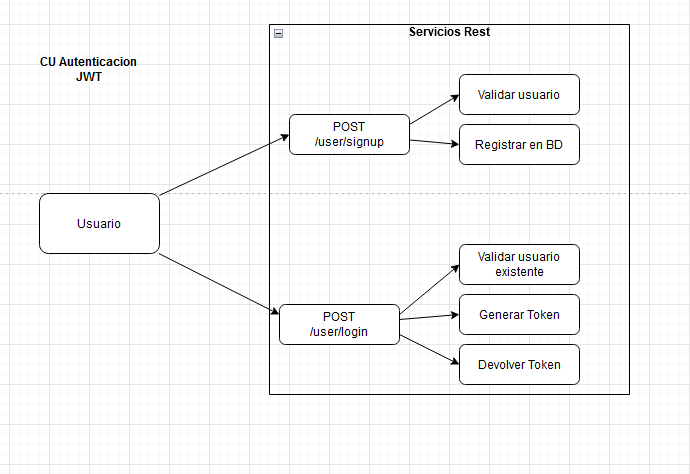 Servicios Rest
CU Autenticacion
JWT
Usuario
POST
/user/signup
Validar usuario
Registrar en BD
POST
/user/login
Validar usuario
existente
Generar Token
Devolver Token